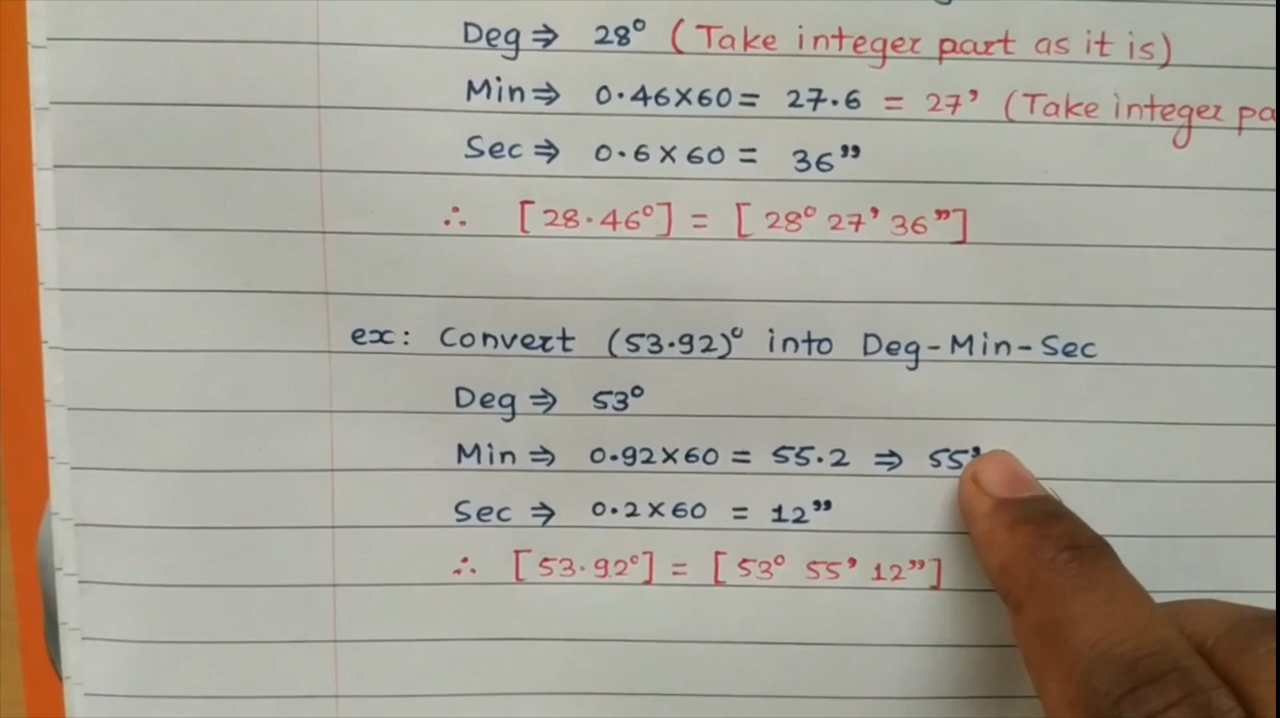 Deg ⇒ 28° (Take integer part as it is)
Min ⇒ 0.46×60 = 27.6 = 27' (Take integer
Sec ⇒ 0.6×60 = 36"
∴ [28.46°] = [28° 27' 36"]
ex: Convert (53.92)° into Deg-Min-Sec
Deg ⇒ 53°
Min ⇒ 0.92×60 = 55.2 ⇒ 55'
Sec ⇒ 0.2×60 = 12"
∴ [53.92°] = [53° 55' 12"]